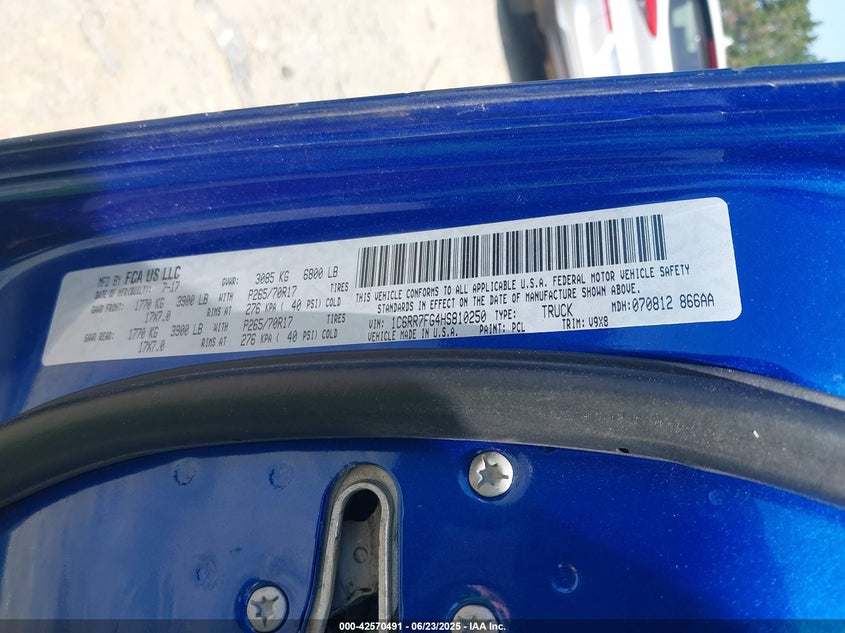 MFD BY FCA US LLC
DATE OF MFR(BUILT): 7-17 GVWR: 3085 KG 6800 LB
GAWR FRONT: 1770 KG 3900 LB WITH P265/70R17 TIRES
17X7.0 RIMS AT 276 KPA ( 40 PSI) COLD
GAWR REAR: 1770 KG 3900 LB WITH P265/70R17 TIRES
17X7.0 RIMS AT 276 KPA ( 40 PSI) COLD
THIS VEHICLE CONFORMS TO ALL APPLICABLE U.S.A. FEDERAL MOTOR VEHICLE SAFETY
STANDARDS IN EFFECT ON THE DATE OF MANUFACTURE SHOWN ABOVE.
VIN: 1C6RR7FG4HS810250 TYPE: TRUCK MDH: 070812 866AA
VEHICLE MADE IN U.S.A. PAINT: PCL TRIM: V9X8
000-42570491 - 06/23/2025 - IAA, Inc.